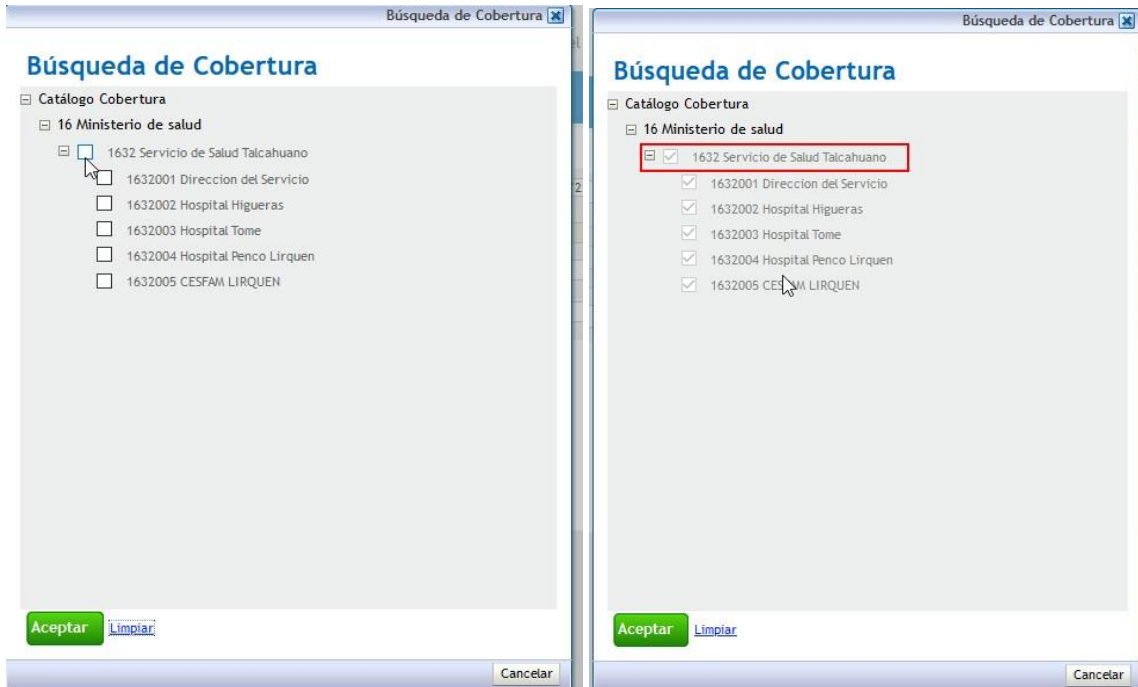 Búsqueda de Cobertura
Búsqueda de Cobertura
Catálogo Cobertura
16 Ministerio de salud
1632 Servicio de Salud Talcahuano
1632001 Direccion del Servicio
1632002 Hospital Higueras
1632003 Hospital Tome
1632004 Hospital Penco Lirquen
1632005 CESFAM LIRQUEN
Aceptar Limpiar
Cancelar
Búsqueda de Cobertura
Búsqueda de Cobertura
Catálogo Cobertura
16 Ministerio de salud
1632 Servicio de Salud Talcahuano
1632001 Direccion del Servicio
1632002 Hospital Higueras
1632003 Hospital Tome
1632004 Hospital Penco Lirquen
1632005 CESFAM LIRQUEN
Aceptar Limpiar
Cancelar